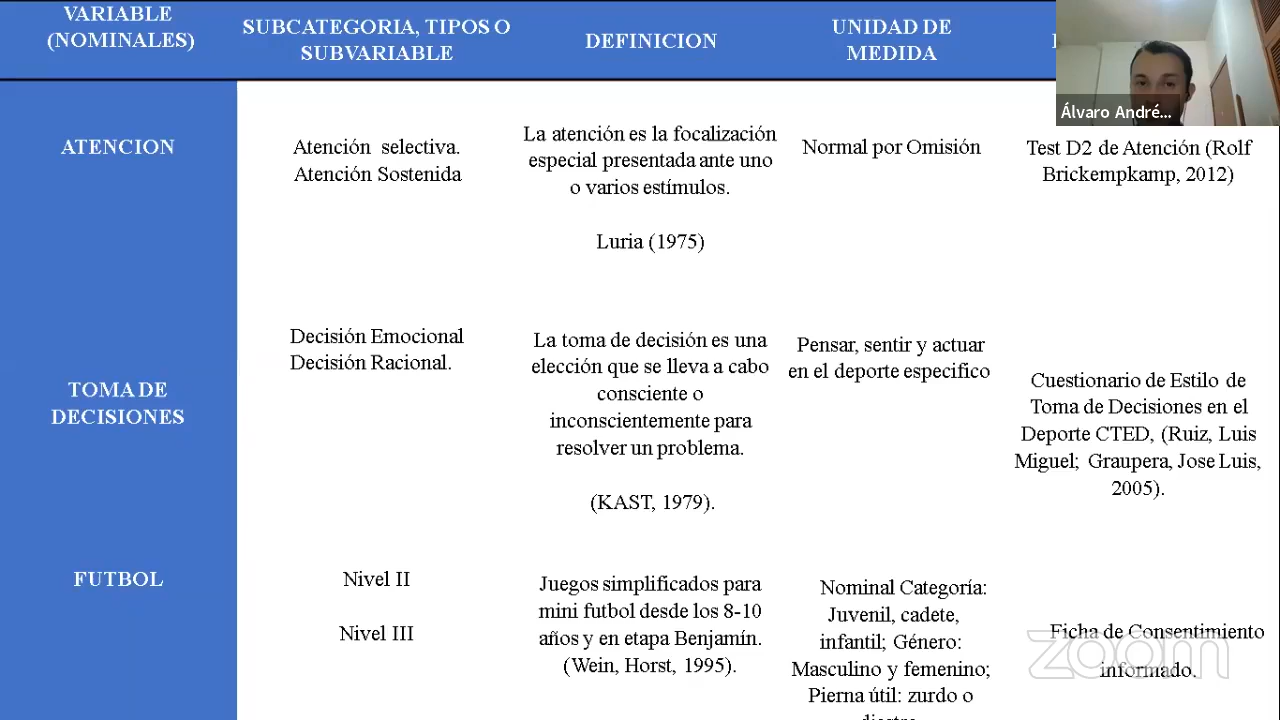 VARIABLE
(NOMINALES)
SUBCATEGORIA, TIPOS O
SUBVARIABLE
DEFINICION
UNIDAD DE
MEDIDA
Álvaro André...
ATENCION
Atención selectiva.
Atención Sostenida
La atención es la focalización
especial presentada ante uno
o varios estímulos.
Luria (1975)
Normal por Omisión
Test D2 de Atención (Rolf
Brickempkamp, 2012)
TOMA DE
DECISIONES
Decisión Emocional
Decisión Racional.
La toma de decisión es una
elección que se lleva a cabo
consciente o
inconscientemente para
resolver un problema.
(KAST, 1979).
Pensar, sentir y actuar
en el deporte especifico
Cuestionario de Estilo de
Toma de Decisiones en el
Deporte CTED, (Ruiz, Luis
Miguel; Graupera, Jose Luis,
2005).
FUTBOL
Nivel II
Nivel III
Juegos simplificados para
mini futbol desde los 8-10
años y en etapa Benjamín.
(Wein, Horst, 1995).
Nominal Categoría:
Juvenil, cadete,
infantil; Género:
Masculino y femenino;
Pierna útil: zurdo o
Ficha de Consentimiento
informado.
zoom